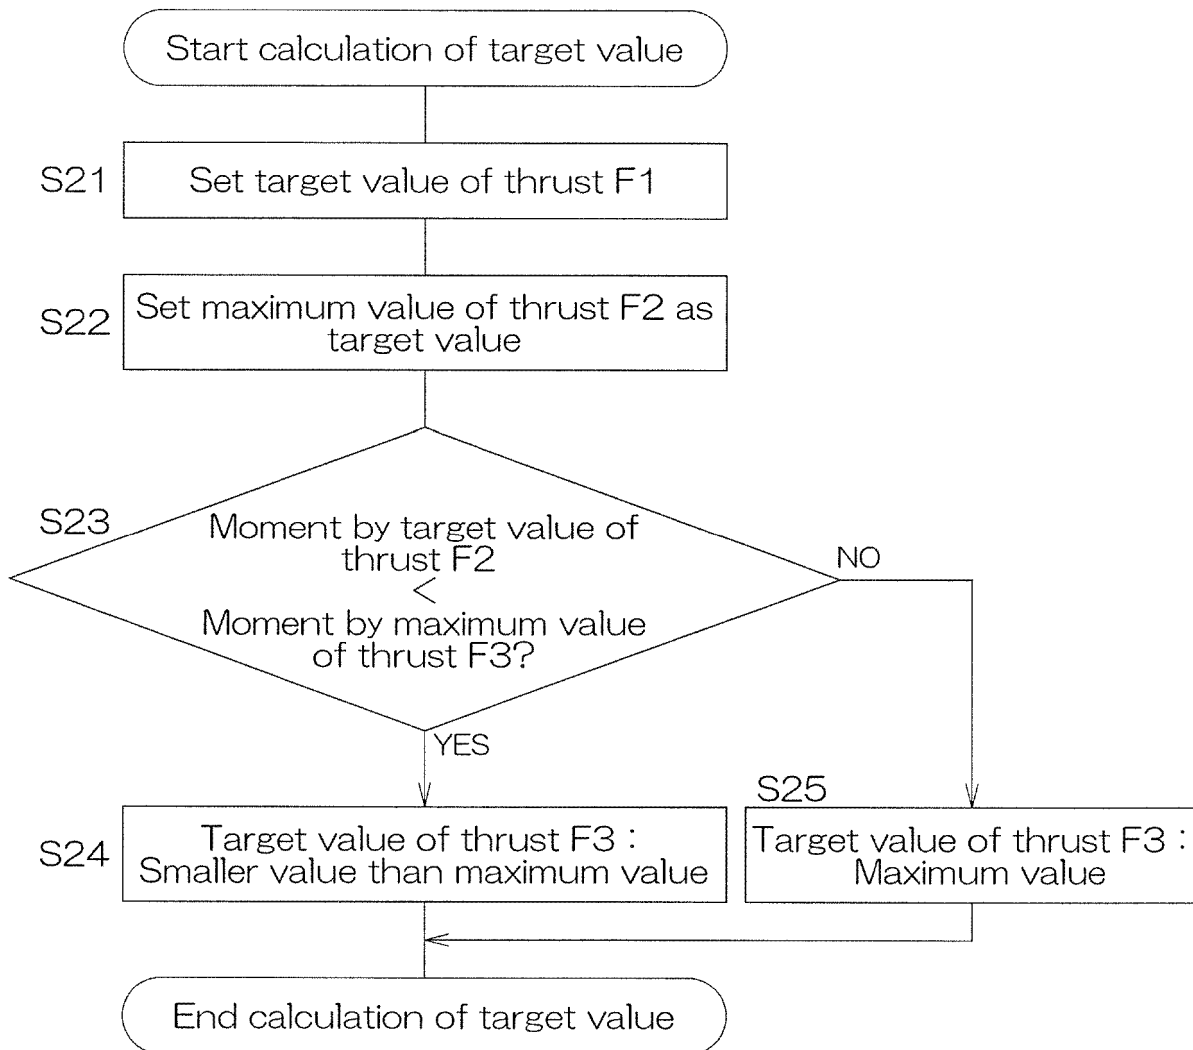 Start calculation of target value
S21
Set target value of thrust F1
S22
Set maximum value of thrust F2 as
target value
S23
Moment by target value of
thrust F2
<
Moment by maximum value
of thrust F3?
NO
YES
S24
Target value of thrust F3 :
Smaller value than maximum value
S25
Target value of thrust F3 :
Maximum value
End calculation of target value